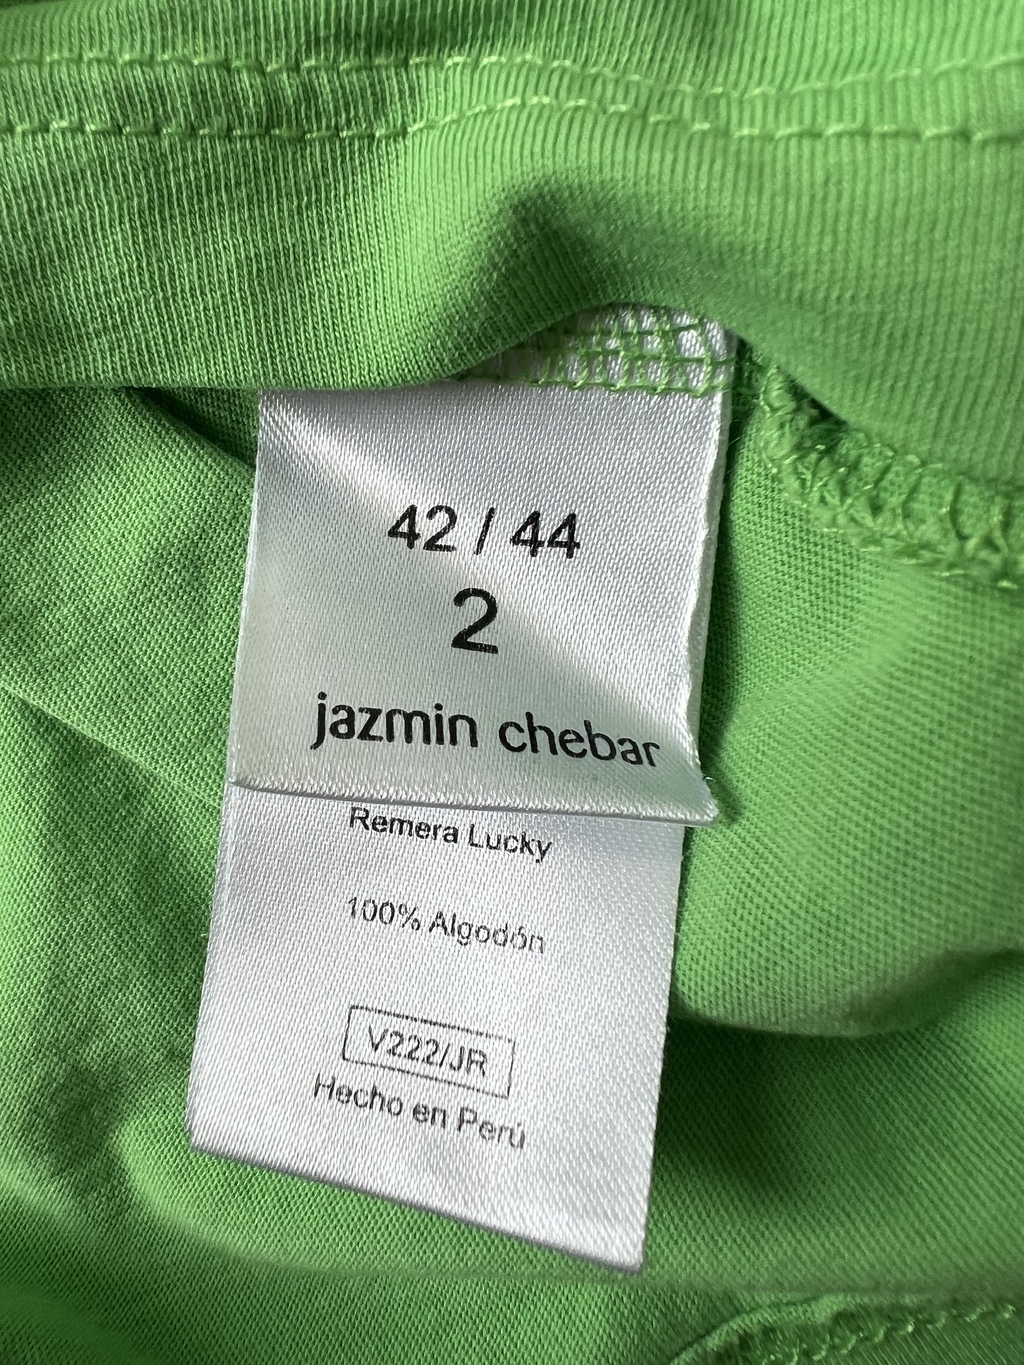 42 / 44
2
jazmin chebar
Remera Lucky
100% Algodón
V222/JR
Hecho en Perú